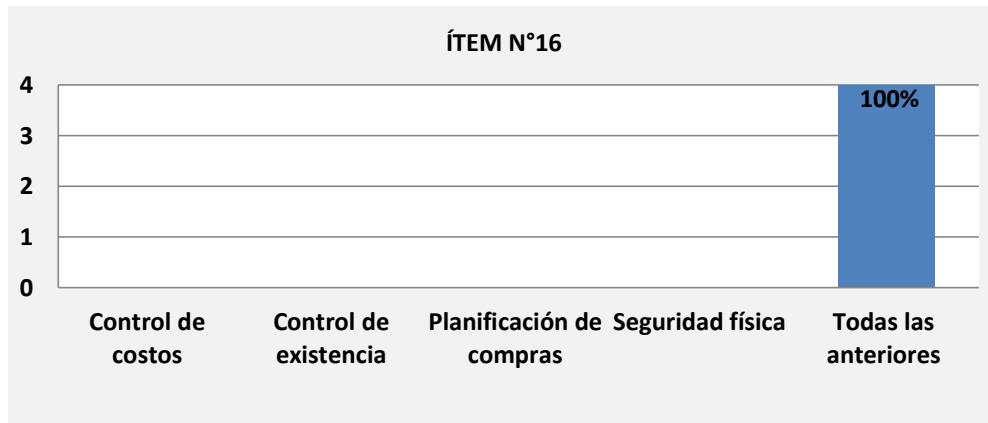 ÍTEM N°16
4
100%
3
2
1
0
Control de
costos
Control de
existencia
Planificación de
compras
Seguridad física
Todas las
anteriores